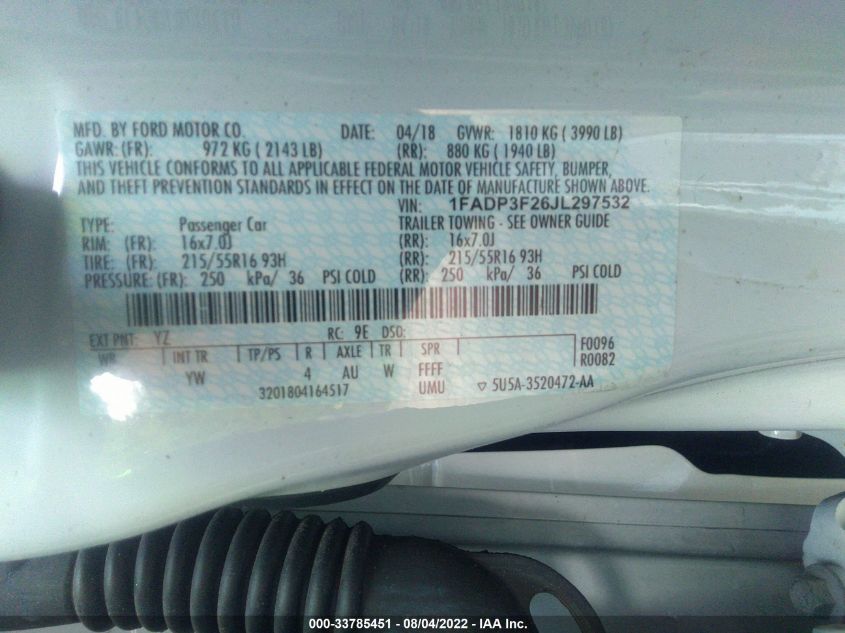 MFD. BY FORD MOTOR CO. DATE: 04/18 GVWR: 1810 KG ( 3990 LB)
GAWR: (FR): 972 KG ( 2143 LB) (RR): 880 KG ( 1940 LB)
THIS VEHICLE CONFORMS TO ALL APPLICABLE FEDERAL MOTOR VEHICLE SAFETY, BUMPER,
AND THEFT PREVENTION STANDARDS IN EFFECT ON THE DATE OF MANUFACTURE SHOWN ABOVE.
VIN: 1FADP3F26JL297532
TYPE: Passenger Car TRAILER TOWING - SEE OWNER GUIDE
RIM: (FR): 16x7.0J (RR): 16x7.0J
TIRE: (FR): 215/55R16 93H (RR): 215/55R16 93H
PRESSURE: (FR): 250 kPa/ 36 PSI COLD (RR): 250 kPa/ 36 PSI COLD
EXT PNT: YZ RC: 9E DSO: F0096
WB INT TR TP/PS R AXLE TR SPR R0082
YW 4 AU W FFFF
3201804164517 UMU 5U5A-3520472-AA
000-33785451 - 08/04/2022 - IAA Inc.